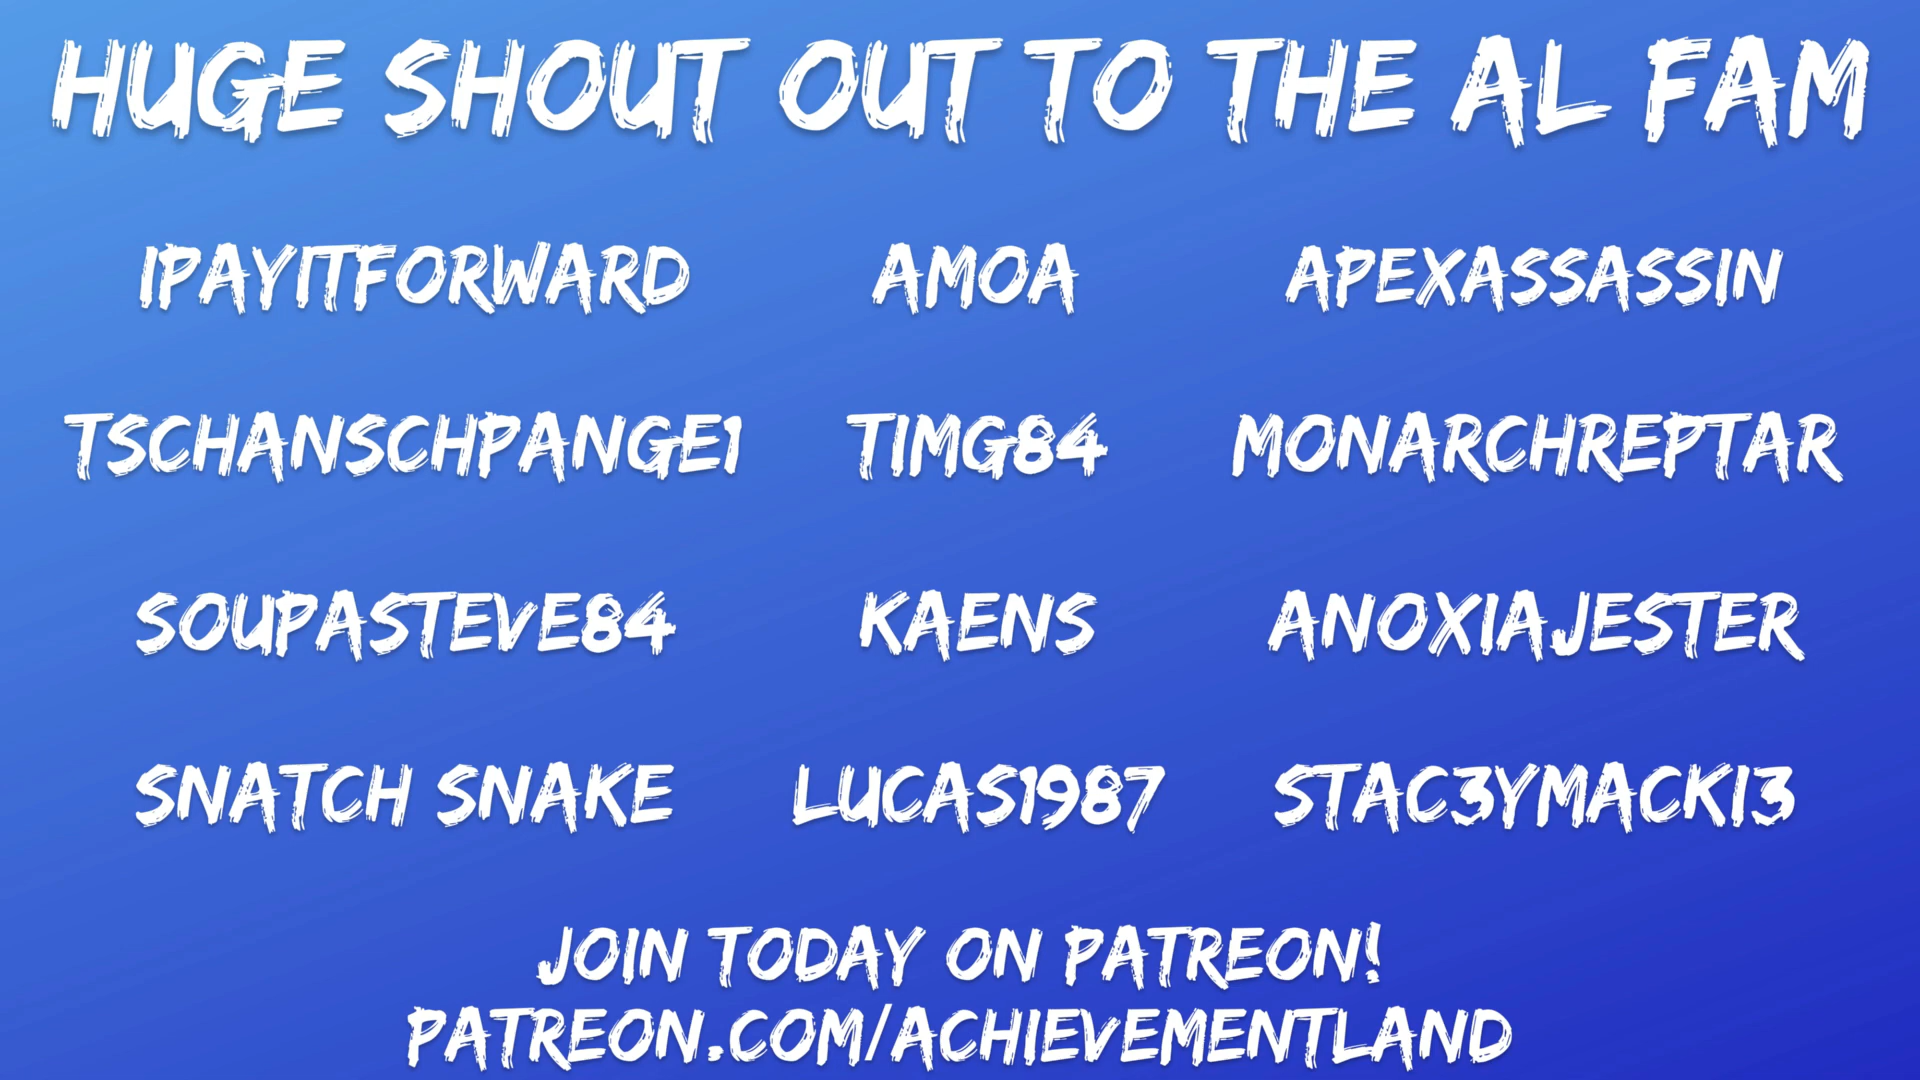 HUGE SHOUT OUT TO THE AL FAM
IPAYITFORWARD AMOA APEXASSASSIN
TSCHANSCHPANGE1 TIMG84 MONARCHREPTAR
SOUPASTEVE84 KAENS ANOXIAJESTER
SNATCH SNAKE LUCAS1987 STAC3YMACKI3
JOIN TODAY ON PATREON!
PATREON.COM/ACHIEVEMENTLAND